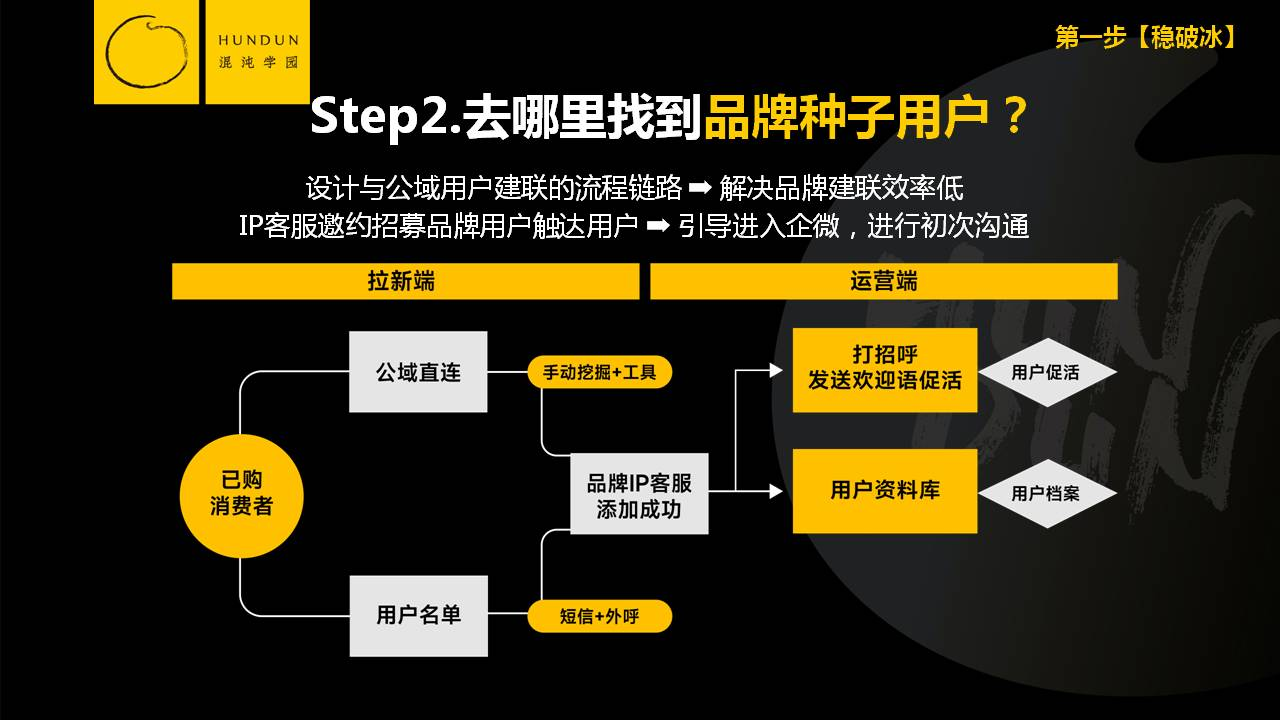 HUNDUN
混沌学园
第一步【稳破冰】
Step2.去哪里找到品牌种子用户？
设计与公域用户建联的流程链路 ➡ 解决品牌建联效率低
IP客服邀约招募品牌用户触达用户 ➡ 引导进入企微，进行初次沟通
拉新端
运营端
已购
消费者
公域直连
手动挖掘+工具
用户名单
短信+外呼
品牌IP客服
添加成功
打招呼
发送欢迎语促活
用户促活
用户资料库
用户档案
HUN
DUN